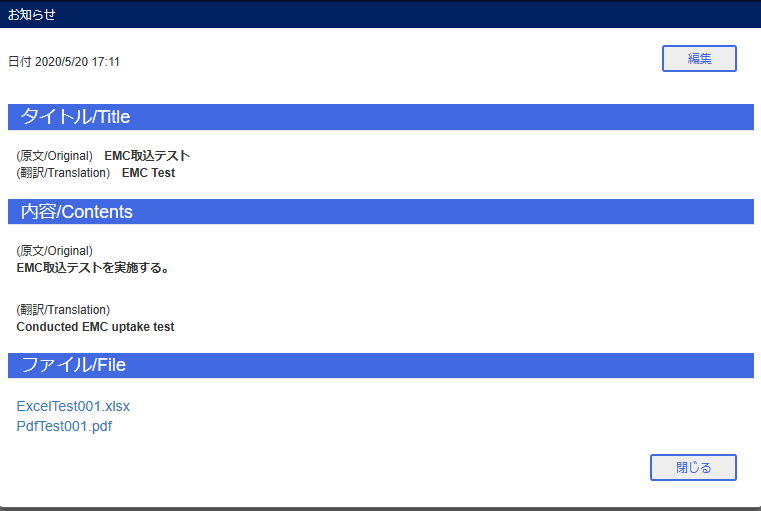 お知らせ
日付 2020/5/20 17:11
編集
タイトル/Title
(原文/Original) EMC取込テスト
(翻訳/Translation) EMC Test
内容/Contents
(原文/Original)
EMC取込テストを実施する。
(翻訳/Translation)
Conducted EMC uptake test
ファイル/File
ExcelTest001.xlsx
PdfTest001.pdf
閉じる